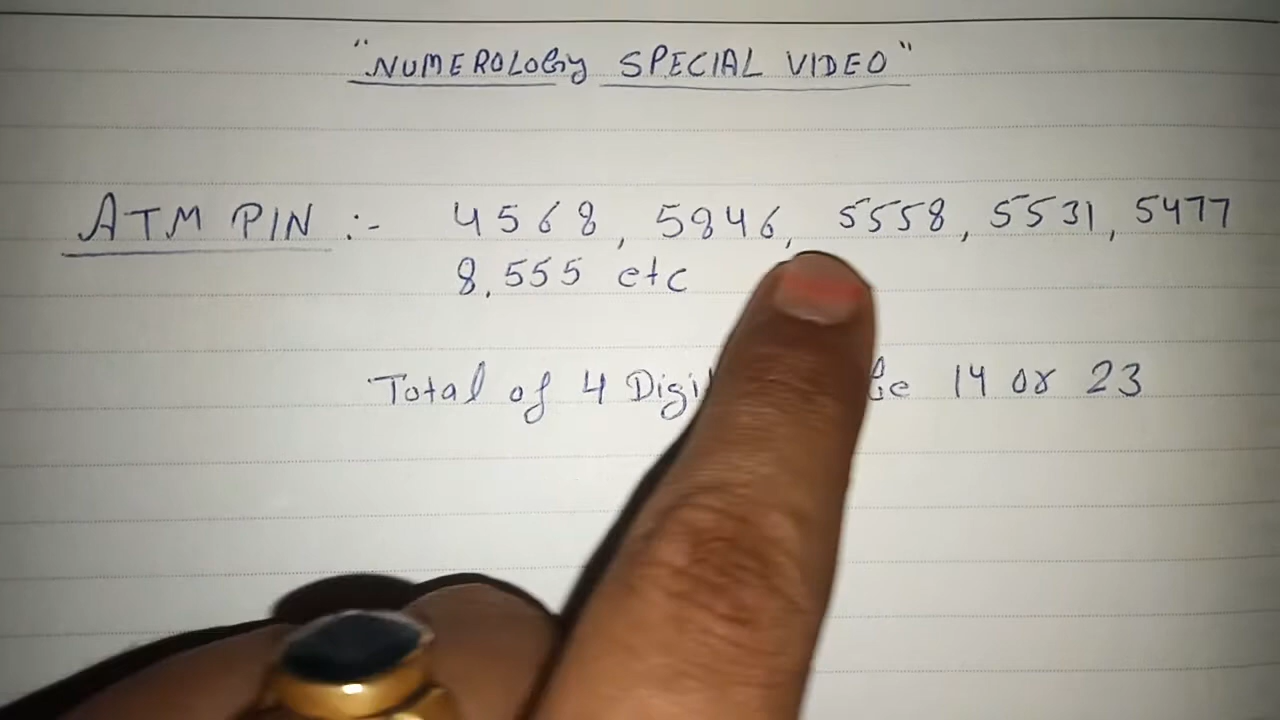 "NUMEROLOGY SPECIAL VIDEO"
ATM PIN :- 4568, 5846, 5558, 5531, 5477
8,555 etc
Total of 4 be 14 or 23